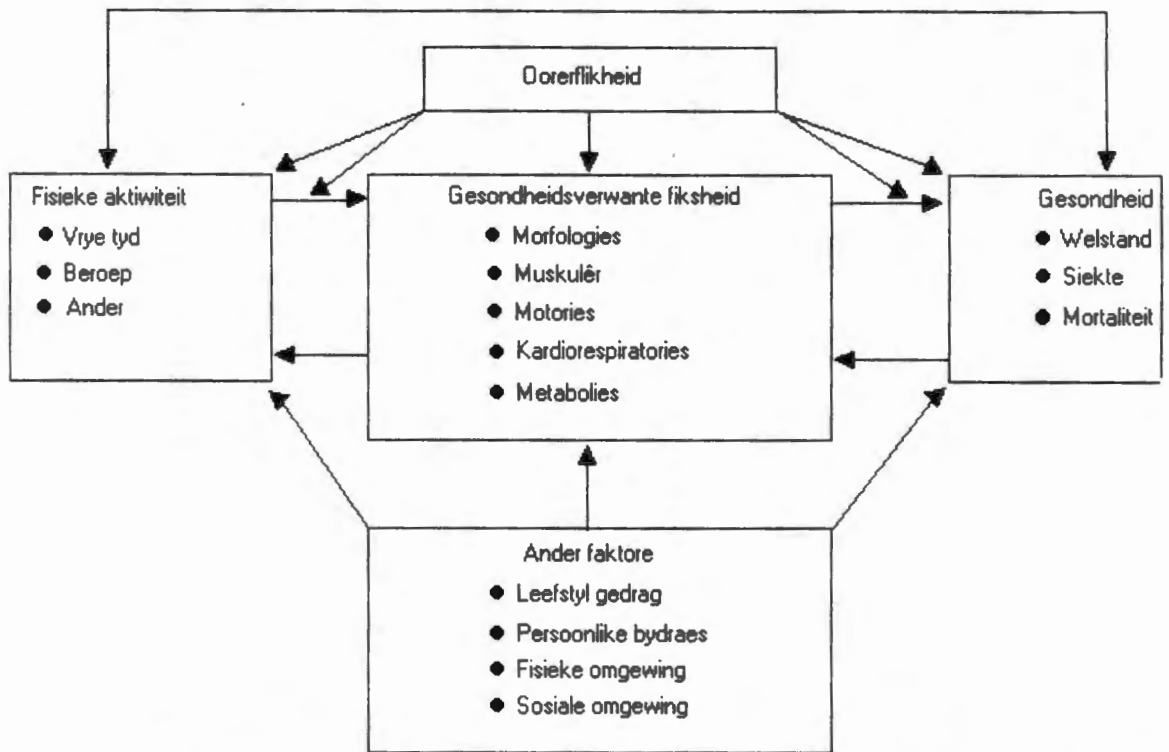 Oorerflikheid
Fisieke aktiwiteit
● Vrye tyd
● Beroep
● Ander
Gesondheidsverwante fiksheid
● Morfologies
● Muskulêr
● Motories
● Kardiorespiratories
● Metabolies
Gesondheid
● Welstand
● Siekte
● Mortaliteit
Ander faktore
● Leefstyl gedrag
● Persoonlike bydraes
● Fisieke omgewing
● Sosiale omgewing